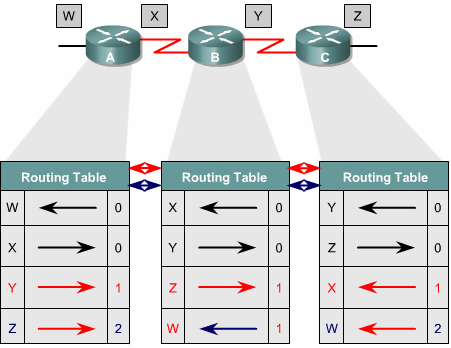 W X Y Z
A B C
Routing Table Routing Table Routing Table
W 0 X 0 Y 0
X 0 Y 0 Z 0
Y 1 Z 1 X 1
Z 2 W 1 W 2